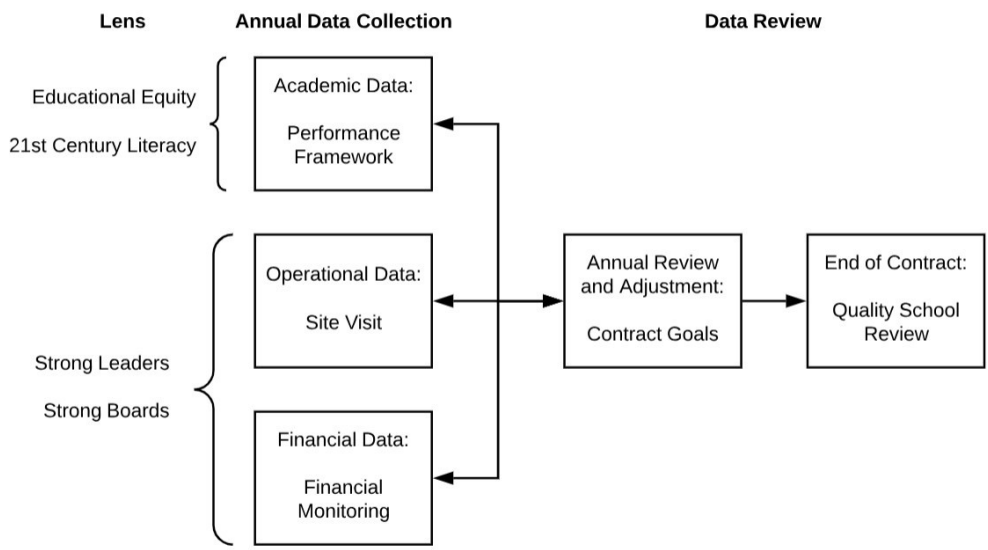 Lens
Annual Data Collection
Data Review
Educational Equity
21st Century Literacy
Academic Data:
Performance
Framework
Strong Leaders
Strong Boards
Operational Data:
Site Visit
Financial Data:
Financial
Monitoring
Annual Review
and Adjustment:
Contract Goals
End of Contract:
Quality School
Review